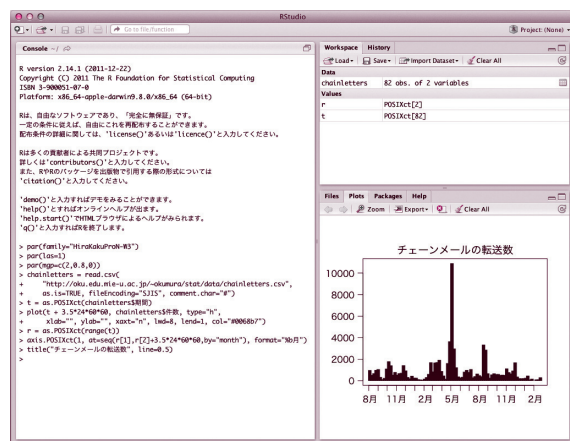 RStudio
Go to file/function
Project: (None)
Console ~/
R version 2.14.1 (2011-12-22)
Copyright (C) 2011 The R Foundation for Statistical Computing
ISBN 3-900051-07-0
Platform: x86_64-apple-darwin9.8.0/x86_64 (64-bit)
Rは、自由なソフトウェアであり、「完全に無保証」です。
一定の条件に従えば、自由にこれを再配布することができます。
配布条件の詳細に関しては、'license()'あるいは'licence()'と入力してください。
Rは多くの貢献者による共同プロジェクトです。
詳しくは'contributors()'と入力してください。
また、RやRのパッケージを出版物で引用する際の形式については
'citation()'と入力してください。
'demo()'と入力すればデモをみることができます。
'help()'とすればオンラインヘルプが出ます。
'help.start()'でHTMLブラウザによるヘルプがみられます。
'q()'と入力すればRを終了します。
> par(family="HiraKakuProN-W3")
> par(las=1)
> par(mgp=c(2,0.8,0))
> chainletters = read.csv(
+ "http://oku.edu.mie-u.ac.jp/~okumura/stat/data/chainletters.csv",
+ as.is=TRUE, fileEncoding="SJIS", comment.char="#")
> t = as.POSIXct(chainletters$期間)
> plot(t + 3.5*24*60*60, chainletters$件数, type="h",
+ xlab="", ylab="", xaxt="n", lwd=8, lend=1, col="#0068b7")
> r = as.POSIXct(range(t))
> axis.POSIXct(1, at=seq(r[1],r[2]+3.5*24*60*60,by="month"), format="%b月")
> title("チェーンメールの転送数", line=0.5)
>
Workspace History
Load Save Import Dataset Clear All
Data
chainletters 82 obs. of 2 variables
Values
r POSIXct[2]
t POSIXct[82]
Files Plots Packages Help
Zoom Export Clear All
チェーンメールの転送数
10000
8000
6000
4000
2000
0
8月 11月 2月 5月 8月 11月 2月